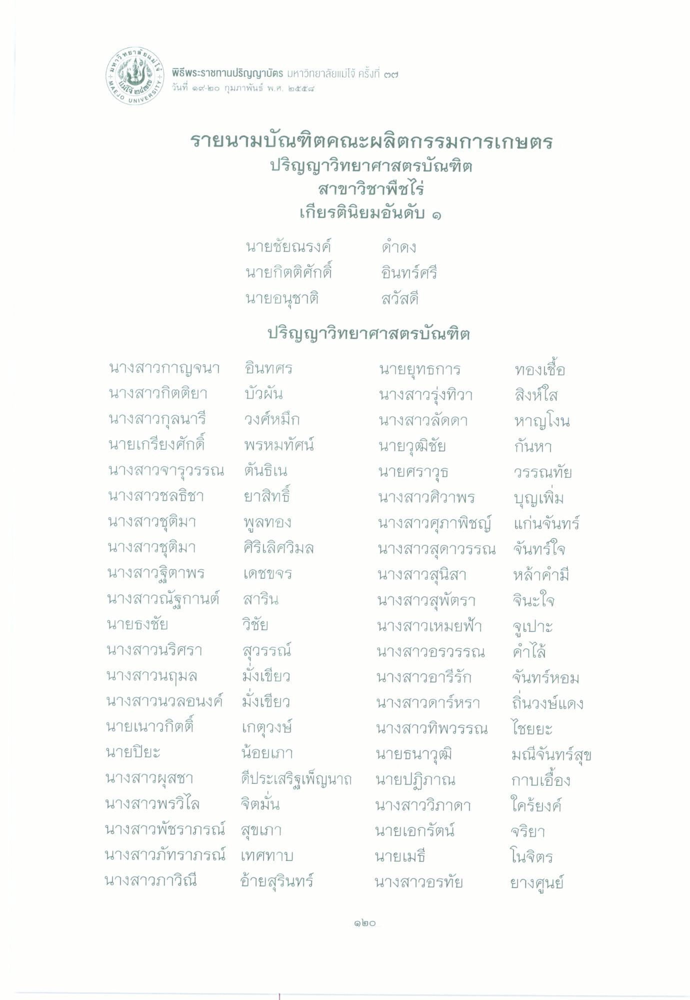 มหาวิทยาลัยแม่โจ้
แม่โจ้ ๒๔๗๗
MAEJO UNIVERSITY
พิธีพระราชทานปริญญาบัตร มหาวิทยาลัยแม่โจ้ ครั้งที่ ๓๗
วันที่ ๑๙-๒๐ กุมภาพันธ์ พ.ศ. ๒๕๕๘
รายนามบัณฑิตคณะผลิตกรรมการเกษตร
ปริญญาวิทยาศาสตรบัณฑิต
สาขาวิชาพืชไร่
เกียรตินิยมอันดับ ๑
นายชัยณรงค์ ดำดง
นายกิตติศักดิ์ อินทร์ศรี
นายอนุชาติ สวัสดี
ปริญญาวิทยาศาสตรบัณฑิต
นางสาวกาญจนา อินทศร นายยุทธการ ทองเชื้อ
นางสาวกิตติยา บัวผัน นางสาวรุ่งทิวา สิงห์ใส
นางสาวกุลนารี วงศ์หมึก นางสาวลัดดา หาญโงน
นายเกรียงศักดิ์ พรหมทัศน์ นายวุฒิชัย กันหา
นางสาวจารุวรรณ ตันธิเน นายศราวุธ วรรณทัย
นางสาวชลธิชา ยาสิทธิ์ นางสาวศิวาพร บุญเพิ่ม
นางสาวชุติมา พูลทอง นางสาวศุภาพิชญ์ แก่นจันทร์
นางสาวชุติมา ศิริเลิศวิมล นางสาวสุดาวรรณ จันทร์ใจ
นางสาวฐิตาพร เดชขจร นางสาวสุนิสา หล้าคำมี
นางสาวณัฐกานต์ สาริน นางสาวสุพัตรา จินะใจ
นายธงชัย วิชัย นางสาวเหมยฟ้า จูเปาะ
นางสาวนริศรา สุวรรณ์ นางสาวอรวรรณ คำไล้
นางสาวนฤมล มั่งเขียว นางสาวอารีรัก จันทร์หอม
นางสาวนวลอนงค์ มั่งเขียว นางสาวดาร์หรา ถิ่นวงษ์แดง
นายเนาวกิตติ์ เกตุวงษ์ นางสาวทิพวรรณ ไชยยะ
นายปิยะ น้อยเภา นายธนาวุฒิ มณีจันทร์สุข
นางสาวผุสชา ดีประเสริฐเพ็ญนาถ นายปฏิภาณ กาบเอื้อง
นางสาวพรวิไล จิตมั่น นางสาววิภาดา ใคร้ยงค์
นางสาวพัชราภรณ์ สุขเภา นายเอกรัตน์ จริยา
นางสาวภัทราภรณ์ เทศทาบ นายเมธี โนจิตร
นางสาวภาวิณี อ้ายสุรินทร์ นางสาวอรทัย ยางศูนย์
๑๒๐